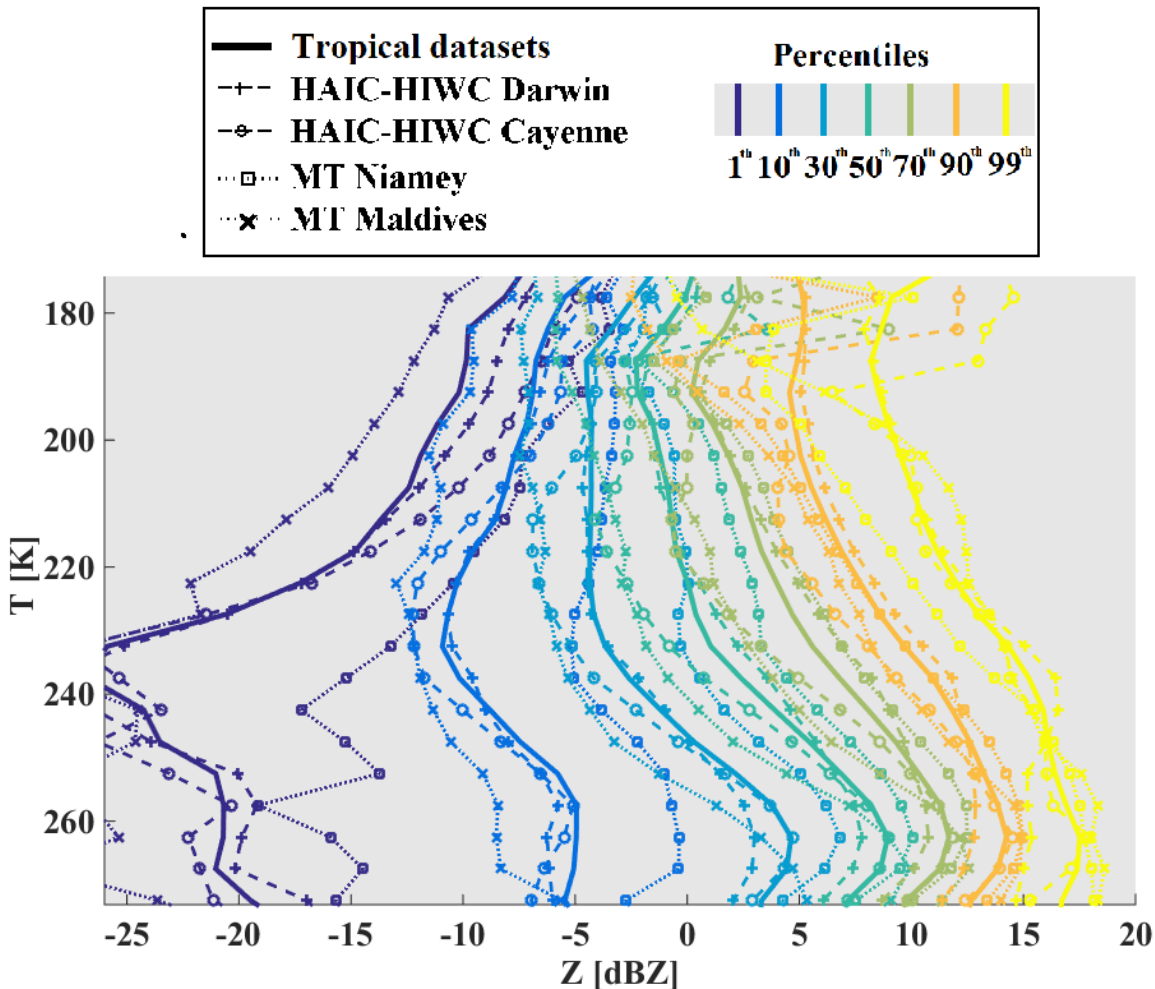 Tropical datasets
HAIC-HIWC Darwin
HAIC-HIWC Cayenne
MT Niamey
MT Maldives
Percentiles
1th 10th 30th 50th 70th 90th 99th
180
200
220
240
260
T [K]
-25 -20 -15 -10 -5 0 5 10 15 20
Z [dBZ]